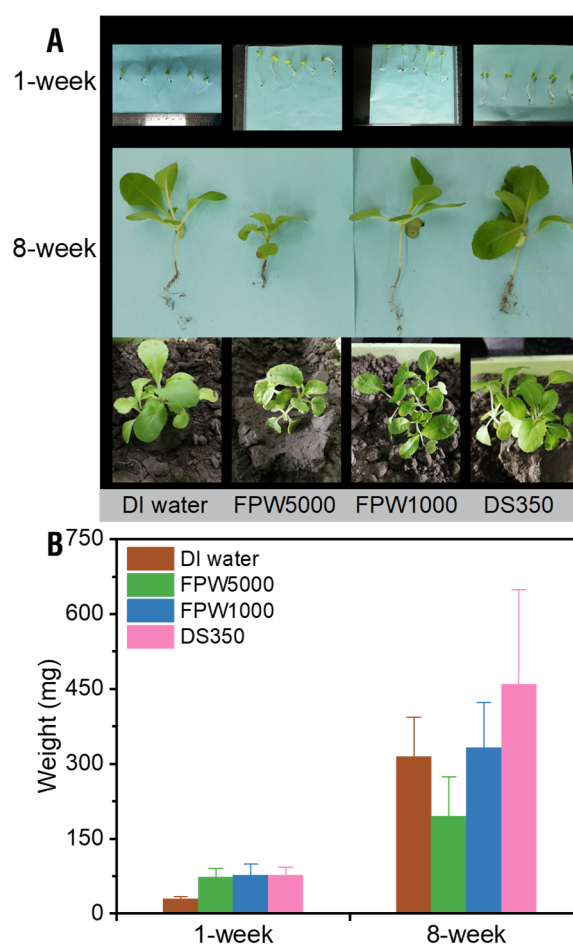 A
1-week
8-week
DI water FPW5000 FPW1000 DS350
B
750
600
450
300
150
0
Weight (mg)
DI water
FPW5000
FPW1000
DS350
1-week 8-week